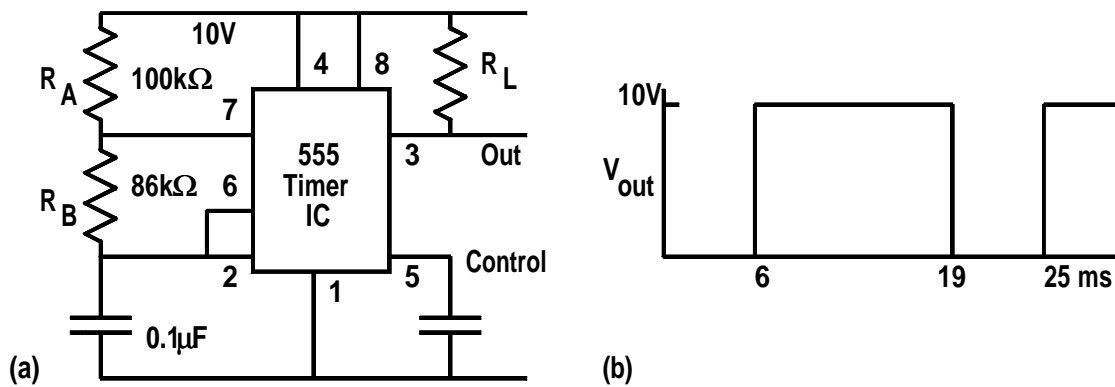 10V
R A 100kΩ
4 8
R L
7
555
Timer
IC
3
Out
R B 86kΩ
6
2
1
5
Control
0.1μF
(a)
10V
V out
6 19 25 ms
(b)